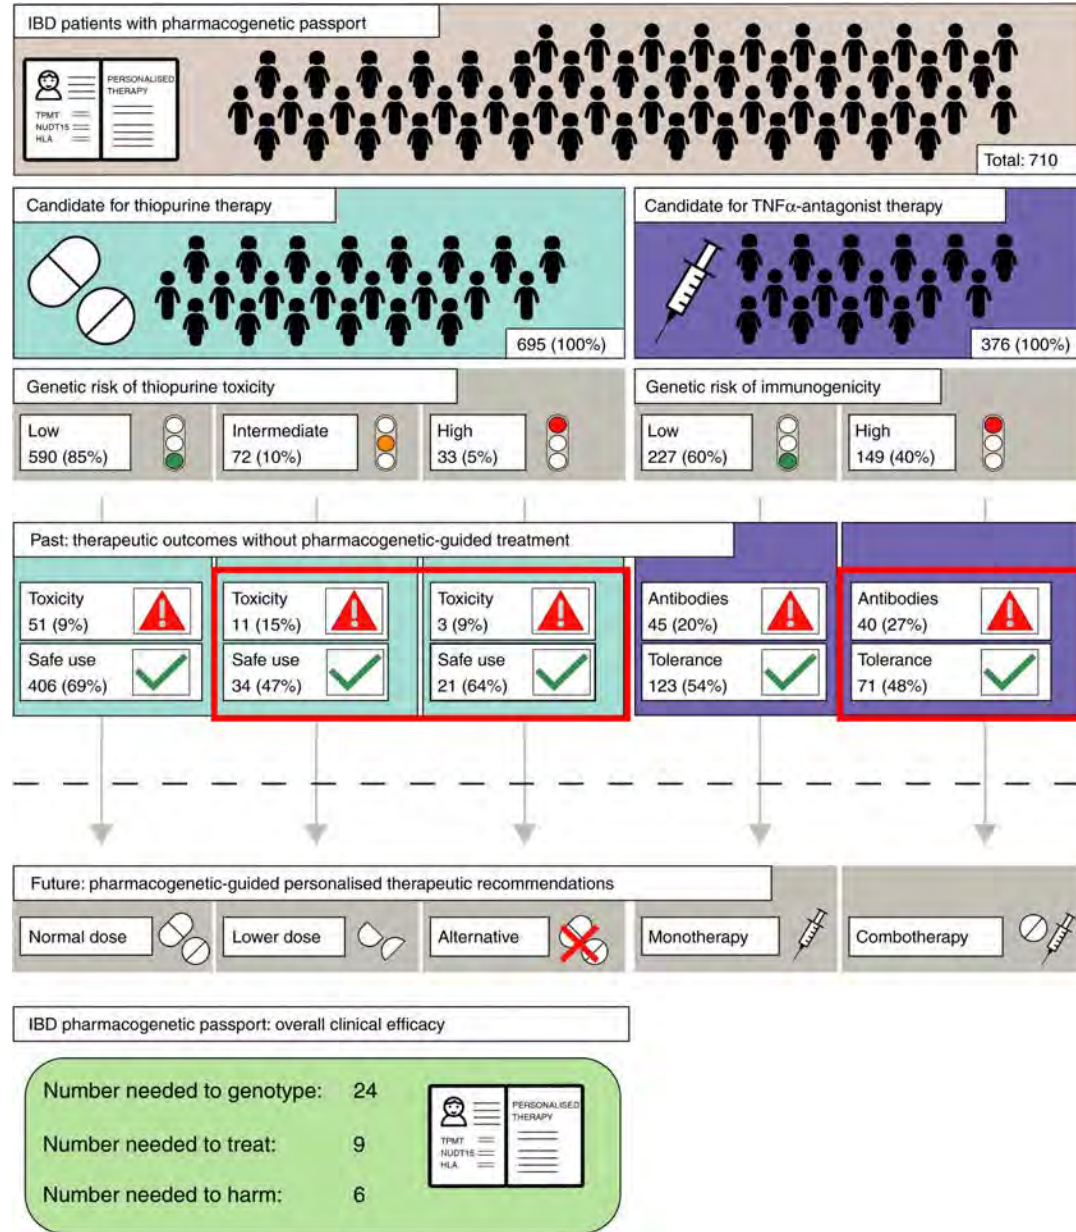 IBD patients with pharmacogenetic passport
PERSONALISED
THERAPY
TPMT
NUDT15
HLA
Total: 710
Candidate for thiopurine therapy
695 (100%)
Candidate for TNFα-antagonist therapy
376 (100%)
Genetic risk of thiopurine toxicity
Low
590 (85%)
Intermediate
72 (10%)
High
33 (5%)
Genetic risk of immunogenicity
Low
227 (60%)
High
149 (40%)
Past: therapeutic outcomes without pharmacogenetic-guided treatment
Toxicity
51 (9%)
Safe use
406 (69%)
Toxicity
11 (15%)
Safe use
34 (47%)
Toxicity
3 (9%)
Safe use
21 (64%)
Antibodies
45 (20%)
Tolerance
123 (54%)
Antibodies
40 (27%)
Tolerance
71 (48%)
Future: pharmacogenetic-guided personalised therapeutic recommendations
Normal dose
Lower dose
Alternative
Monotherapy
Combotherapy
IBD pharmacogenetic passport: overall clinical efficacy
Number needed to genotype: 24
Number needed to treat: 9
Number needed to harm: 6
PERSONALISED
THERAPY
TPMT
NUDT15
HLA